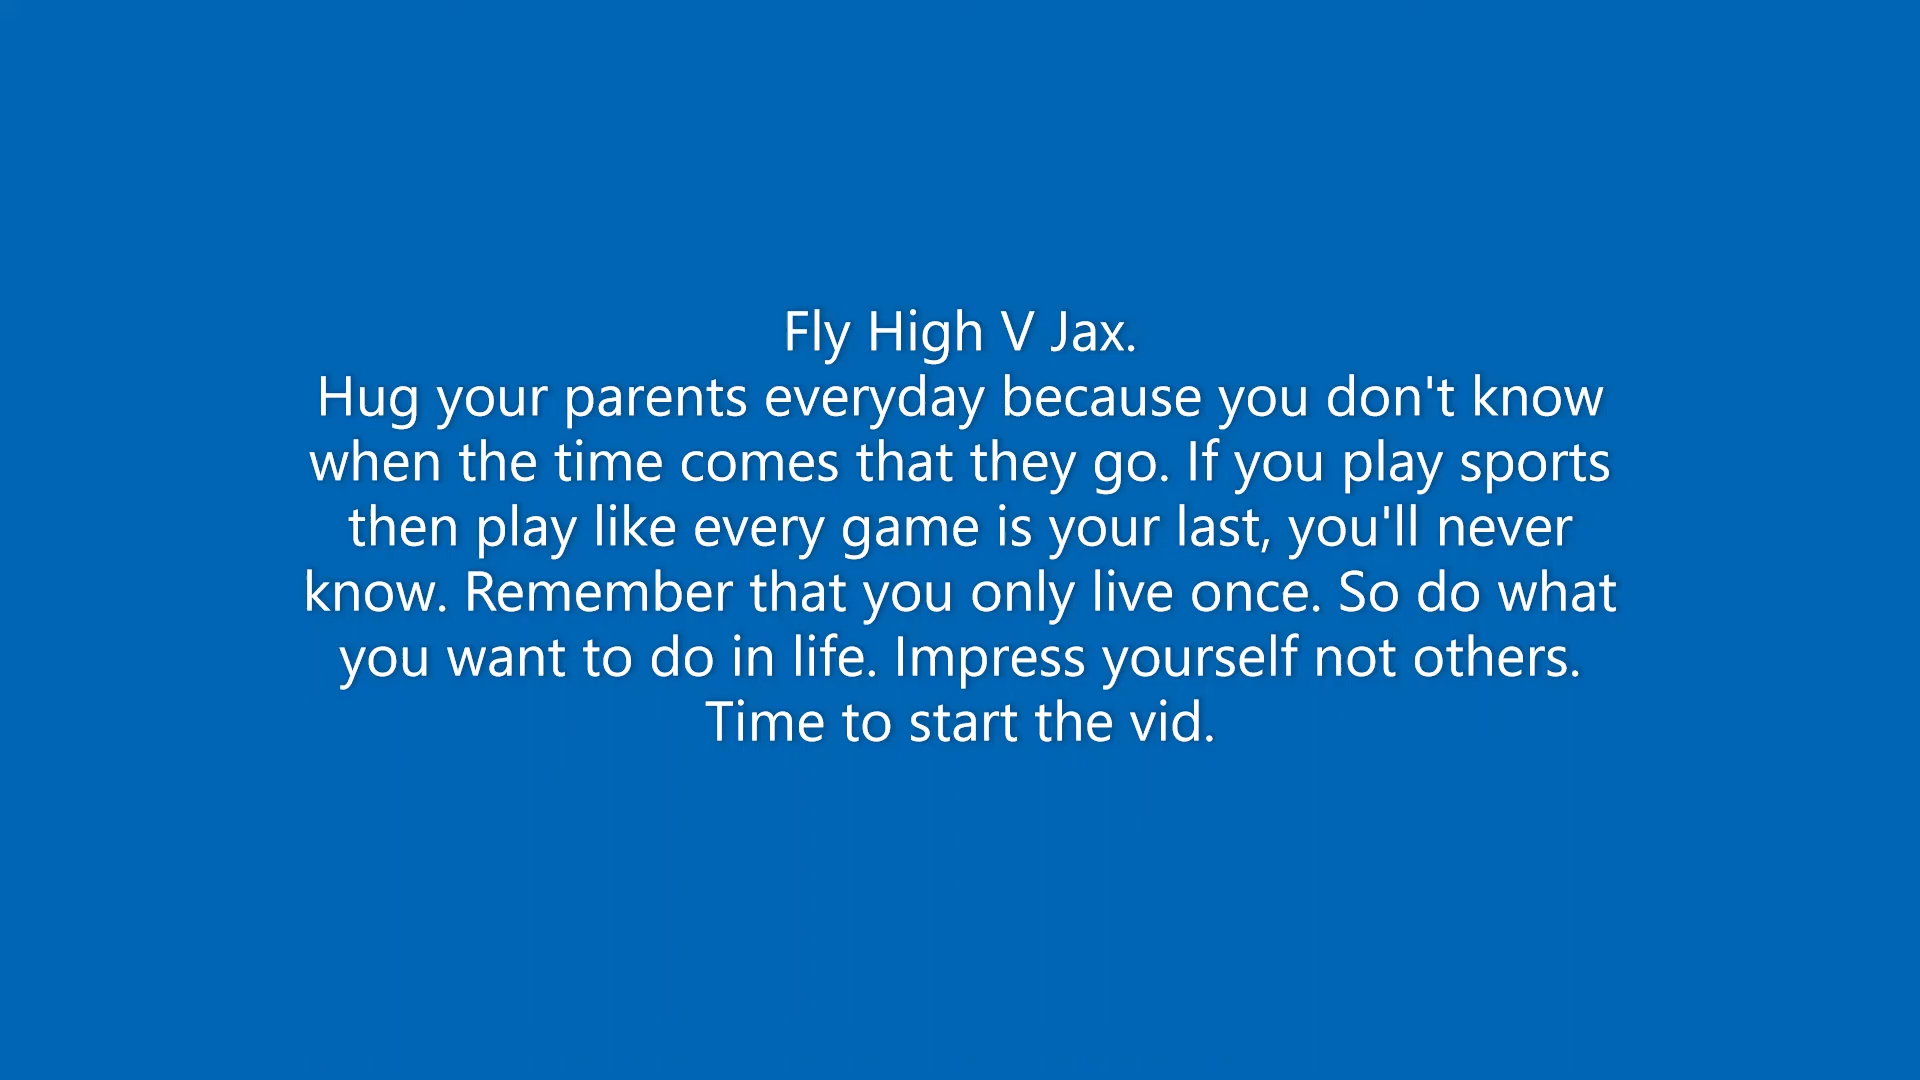 Fly High V Jax.
Hug your parents everyday because you don't know
when the time comes that they go. If you play sports
then play like every game is your last, you'll never
know. Remember that you only live once. So do what
you want to do in life. Impress yourself not others.
Time to start the vid.